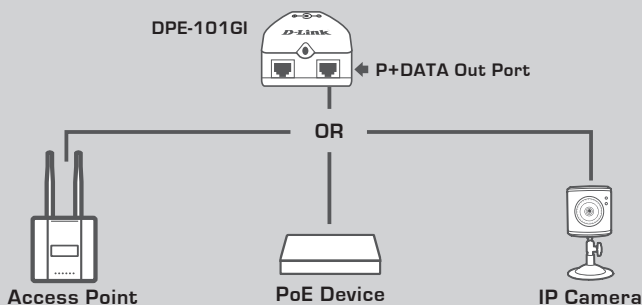 DPE-101GI
D-Link
P+DATA Out Port
OR
Access Point
PoE Device
IP Camera